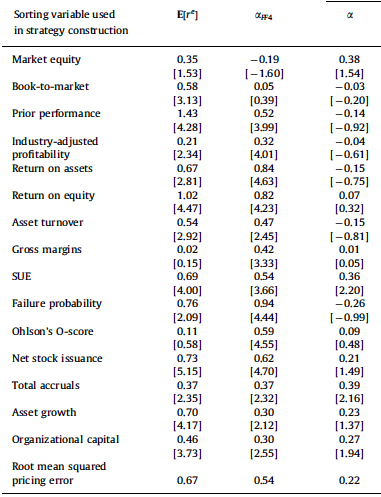 Sorting variable used E[rᵉ] α_FF4 α
in strategy construction
Market equity 0.35 −0.19 0.38
[1.53] [−1.60] [1.54]
Book-to-market 0.58 0.05 −0.03
[3.13] [0.39] [−0.20]
Prior performance 1.43 0.52 −0.14
[4.28] [3.99] [−0.92]
Industry-adjusted 0.21 0.32 −0.04
profitability [2.34] [4.01] [−0.61]
Return on assets 0.67 0.84 −0.15
[2.81] [4.63] [−0.75]
Return on equity 1.02 0.82 0.07
[4.47] [4.23] [0.32]
Asset turnover 0.54 0.47 −0.15
[2.92] [2.45] [−0.81]
Gross margins 0.02 0.42 0.01
[0.15] [3.33] [0.05]
SUE 0.69 0.54 0.36
[4.00] [3.66] [2.20]
Failure probability 0.76 0.94 −0.26
[2.09] [4.44] [−0.99]
Ohlson's O-score 0.11 0.59 0.09
[0.58] [4.55] [0.48]
Net stock issuance 0.73 0.62 0.21
[5.15] [4.70] [1.49]
Total accruals 0.37 0.37 0.39
[2.35] [2.32] [2.16]
Asset growth 0.70 0.30 0.23
[4.17] [2.12] [1.37]
Organizational capital 0.46 0.30 0.27
[3.73] [2.55] [1.94]
Root mean squared
pricing error 0.67 0.54 0.22